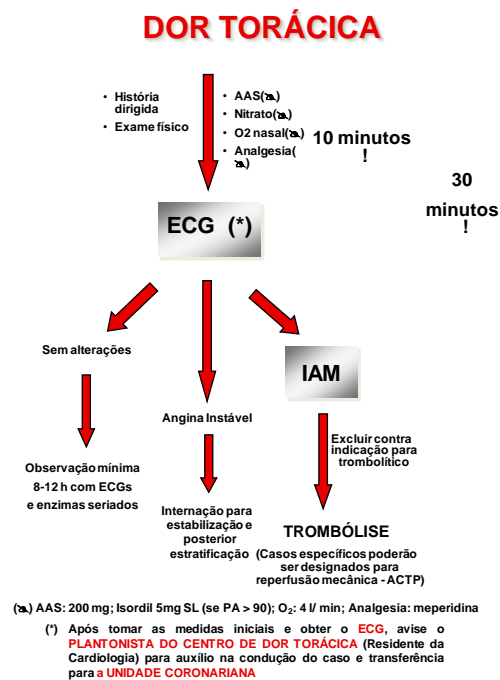 DOR TORÁCICA
• História
dirigida
• Exame físico
• AAS(🕿)
• Nitrato(🕿)
• O2 nasal(🕿)
• Analgesia(
🕿)
10 minutos
!
30
minutos
!
ECG (*)
Sem alterações
Observação mínima
8-12 h com ECGs
e enzimas seriados
Angina Instável
Internação para
estabilização e
posterior
estratificação
IAM
Excluir contra
indicação para
trombolítico
TROMBÓLISE
(Casos específicos poderão
ser designados para
reperfusão mecânica - ACTP)
(🕿) AAS: 200 mg; Isordil 5mg SL (se PA > 90); O₂: 4 l/ min; Analgesia: meperidina
(*) Após tomar as medidas iniciais e obter o ECG, avise o
PLANTONISTA DO CENTRO DE DOR TORÁCICA (Residente da
Cardiologia) para auxílio na condução do caso e transferência
para a UNIDADE CORONARIANA